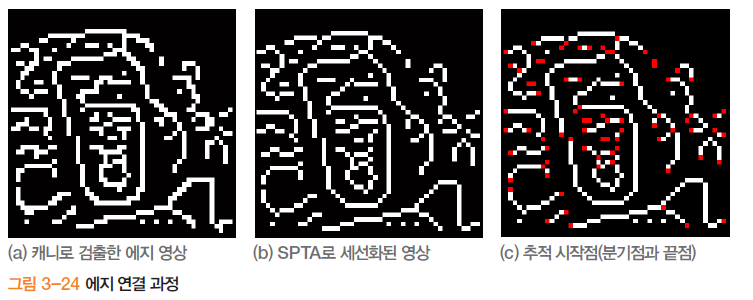 (a) 캐니로 검출한 에지 영상
(b) SPTA로 세선화된 영상
(c) 추적 시작점(분기점과 끝점)
그림 3-24 에지 연결 과정